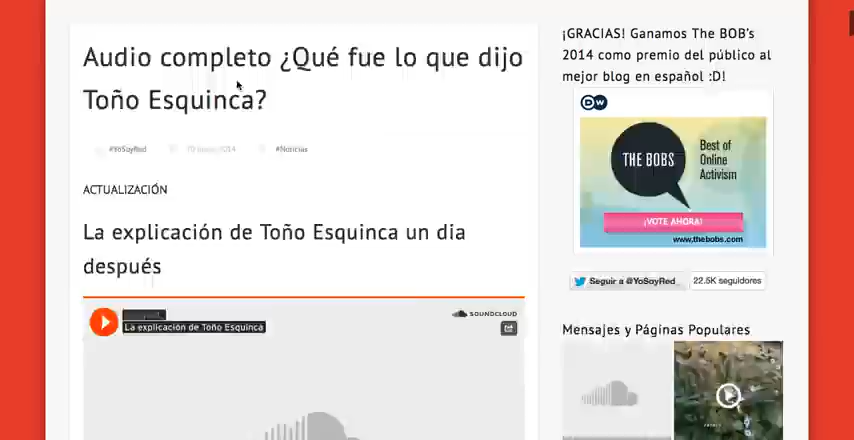 Audio completo ¿Qué fue lo que dijo
Toño Esquinca?
#YoSoyRed
2014
#Noticias
ACTUALIZACIÓN
La explicación de Toño Esquinca un dia
después
La explicación de Toño Esquinca
SOUNDCLOUD
¡GRACIAS! Ganamos The BOB's
2014 como premio del público al
mejor blog en español :D!
DW
THE BOBS
Best of
Online
Activism
¡VOTE AHORA!
www.thebobs.com
Seguir a @YoSoyRed_
22.5K seguidores
Mensajes y Páginas Populares